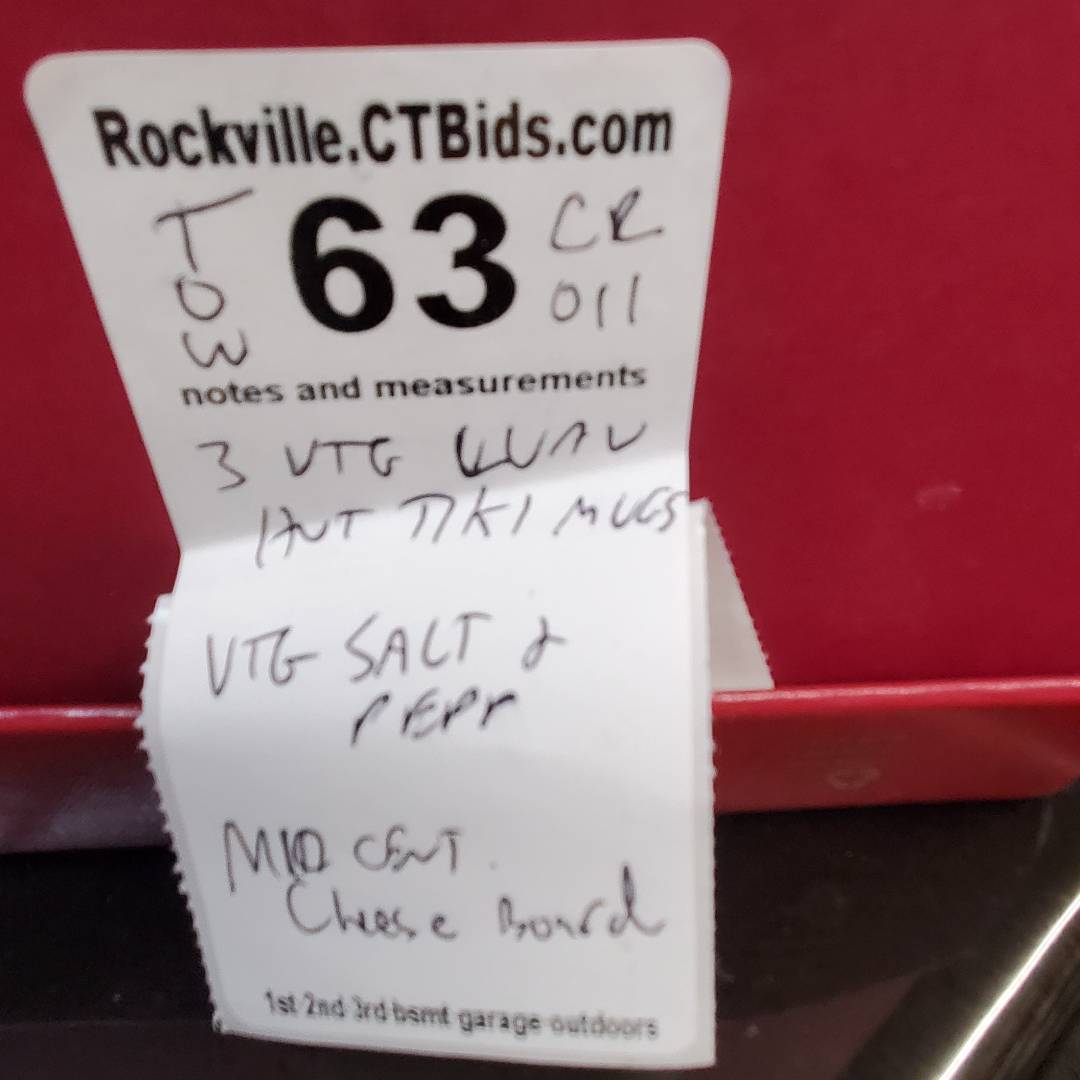 Rockville.CTBids.com
TOW
63
CR
011
notes and measurements
3 VTG LUAU
HUT TIKI MUGS
VTG SALT &
PEPR
MID CENT.
Cheese Board
1st 2nd 3rd bsmt garage outdoors